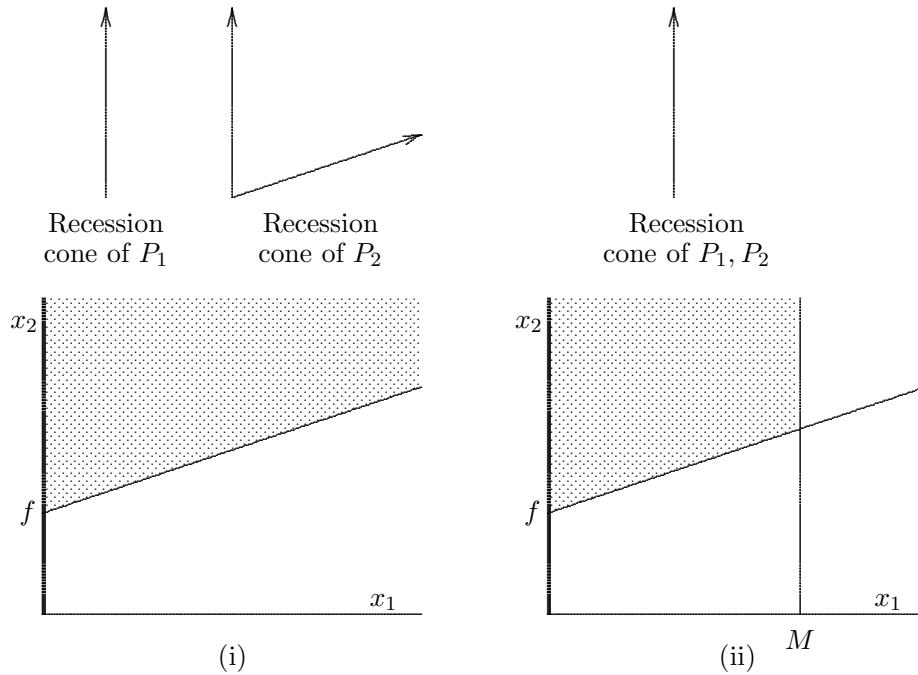 Recession
cone of P₁
Recession
cone of P₂
x₂
f
x₁
(i)
Recession
cone of P₁, P₂
x₂
f
x₁
M
(ii)